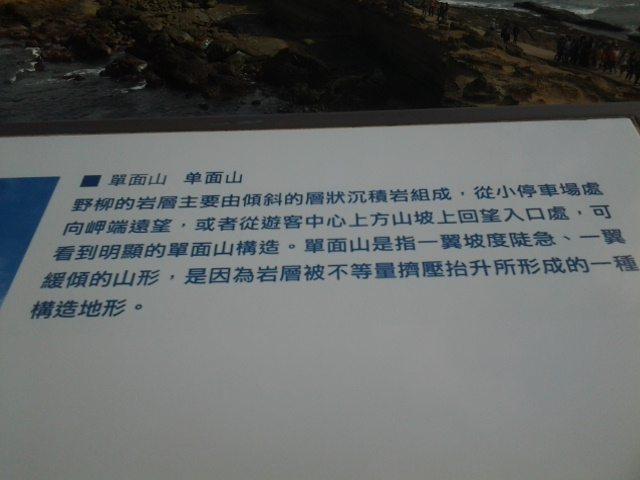 ■ 單面山 单面山
野柳的岩層主要由傾斜的層狀沉積岩組成，從小停車場處
向岬端遠望，或者從遊客中心上方山坡上回望入口處，可
看到明顯的單面山構造。單面山是指一翼坡度陡急、一翼
緩傾的山形，是因為岩層被不等量擠壓抬升所形成的一種
構造地形。